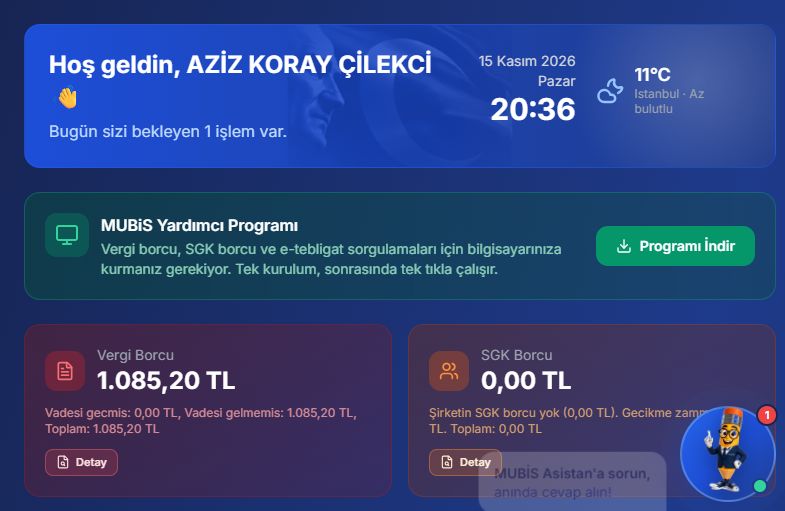 Hoş geldin, AZİZ KORAY ÇİLEKCİ
👋
Bugün sizi bekleyen 1 işlem var.
15 Kasım 2026
Pazar
20:36
11°C
Istanbul · Az
bulutlu
MUBiS Yardımcı Programı
Vergi borcu, SGK borcu ve e-tebligat sorgulamaları için bilgisayarınıza
kurmanız gerekiyor. Tek kurulum, sonrasında tek tıkla çalışır.
Programı İndir
Vergi Borcu
1.085,20 TL
Vadesi gecmis: 0,00 TL, Vadesi gelmemis: 1.085,20 TL,
Toplam: 1.085,20 TL
Detay
SGK Borcu
0,00 TL
Şirketin SGK borcu yok (0,00 TL). Gecikme
TL. Toplam: 0,00 TL
Detay
1
MUBİS Asistan'a sorun,
anında cevap alın!